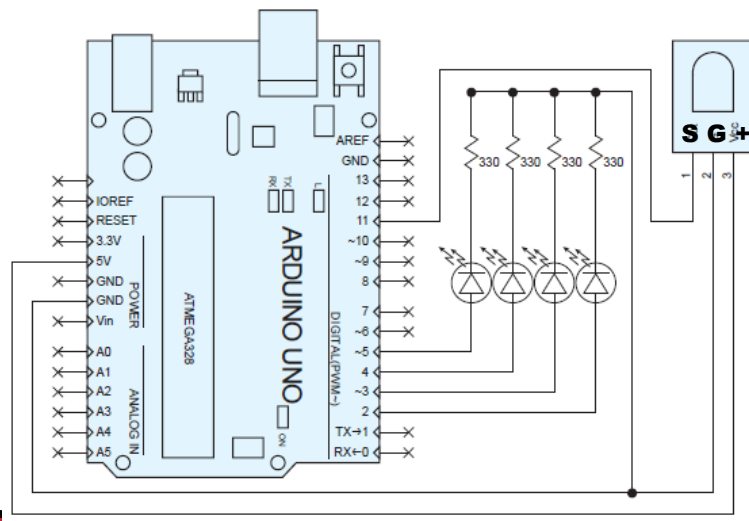 AREF
GND
13
12
11
~10
~9
8
7
~6
~5
4
~3
2
TX→1
RX←0
IOREF
RESET
3.3V
5V
GND
GND
Vin
A0
A1
A2
A3
A4
A5
POWER
ANALOG IN
ATMEGA328
RX
TX
L
ARDUINO UNO
DIGITAL(PWM~)
ON
330
330
330
330
S G +
Vcc
1
2
3